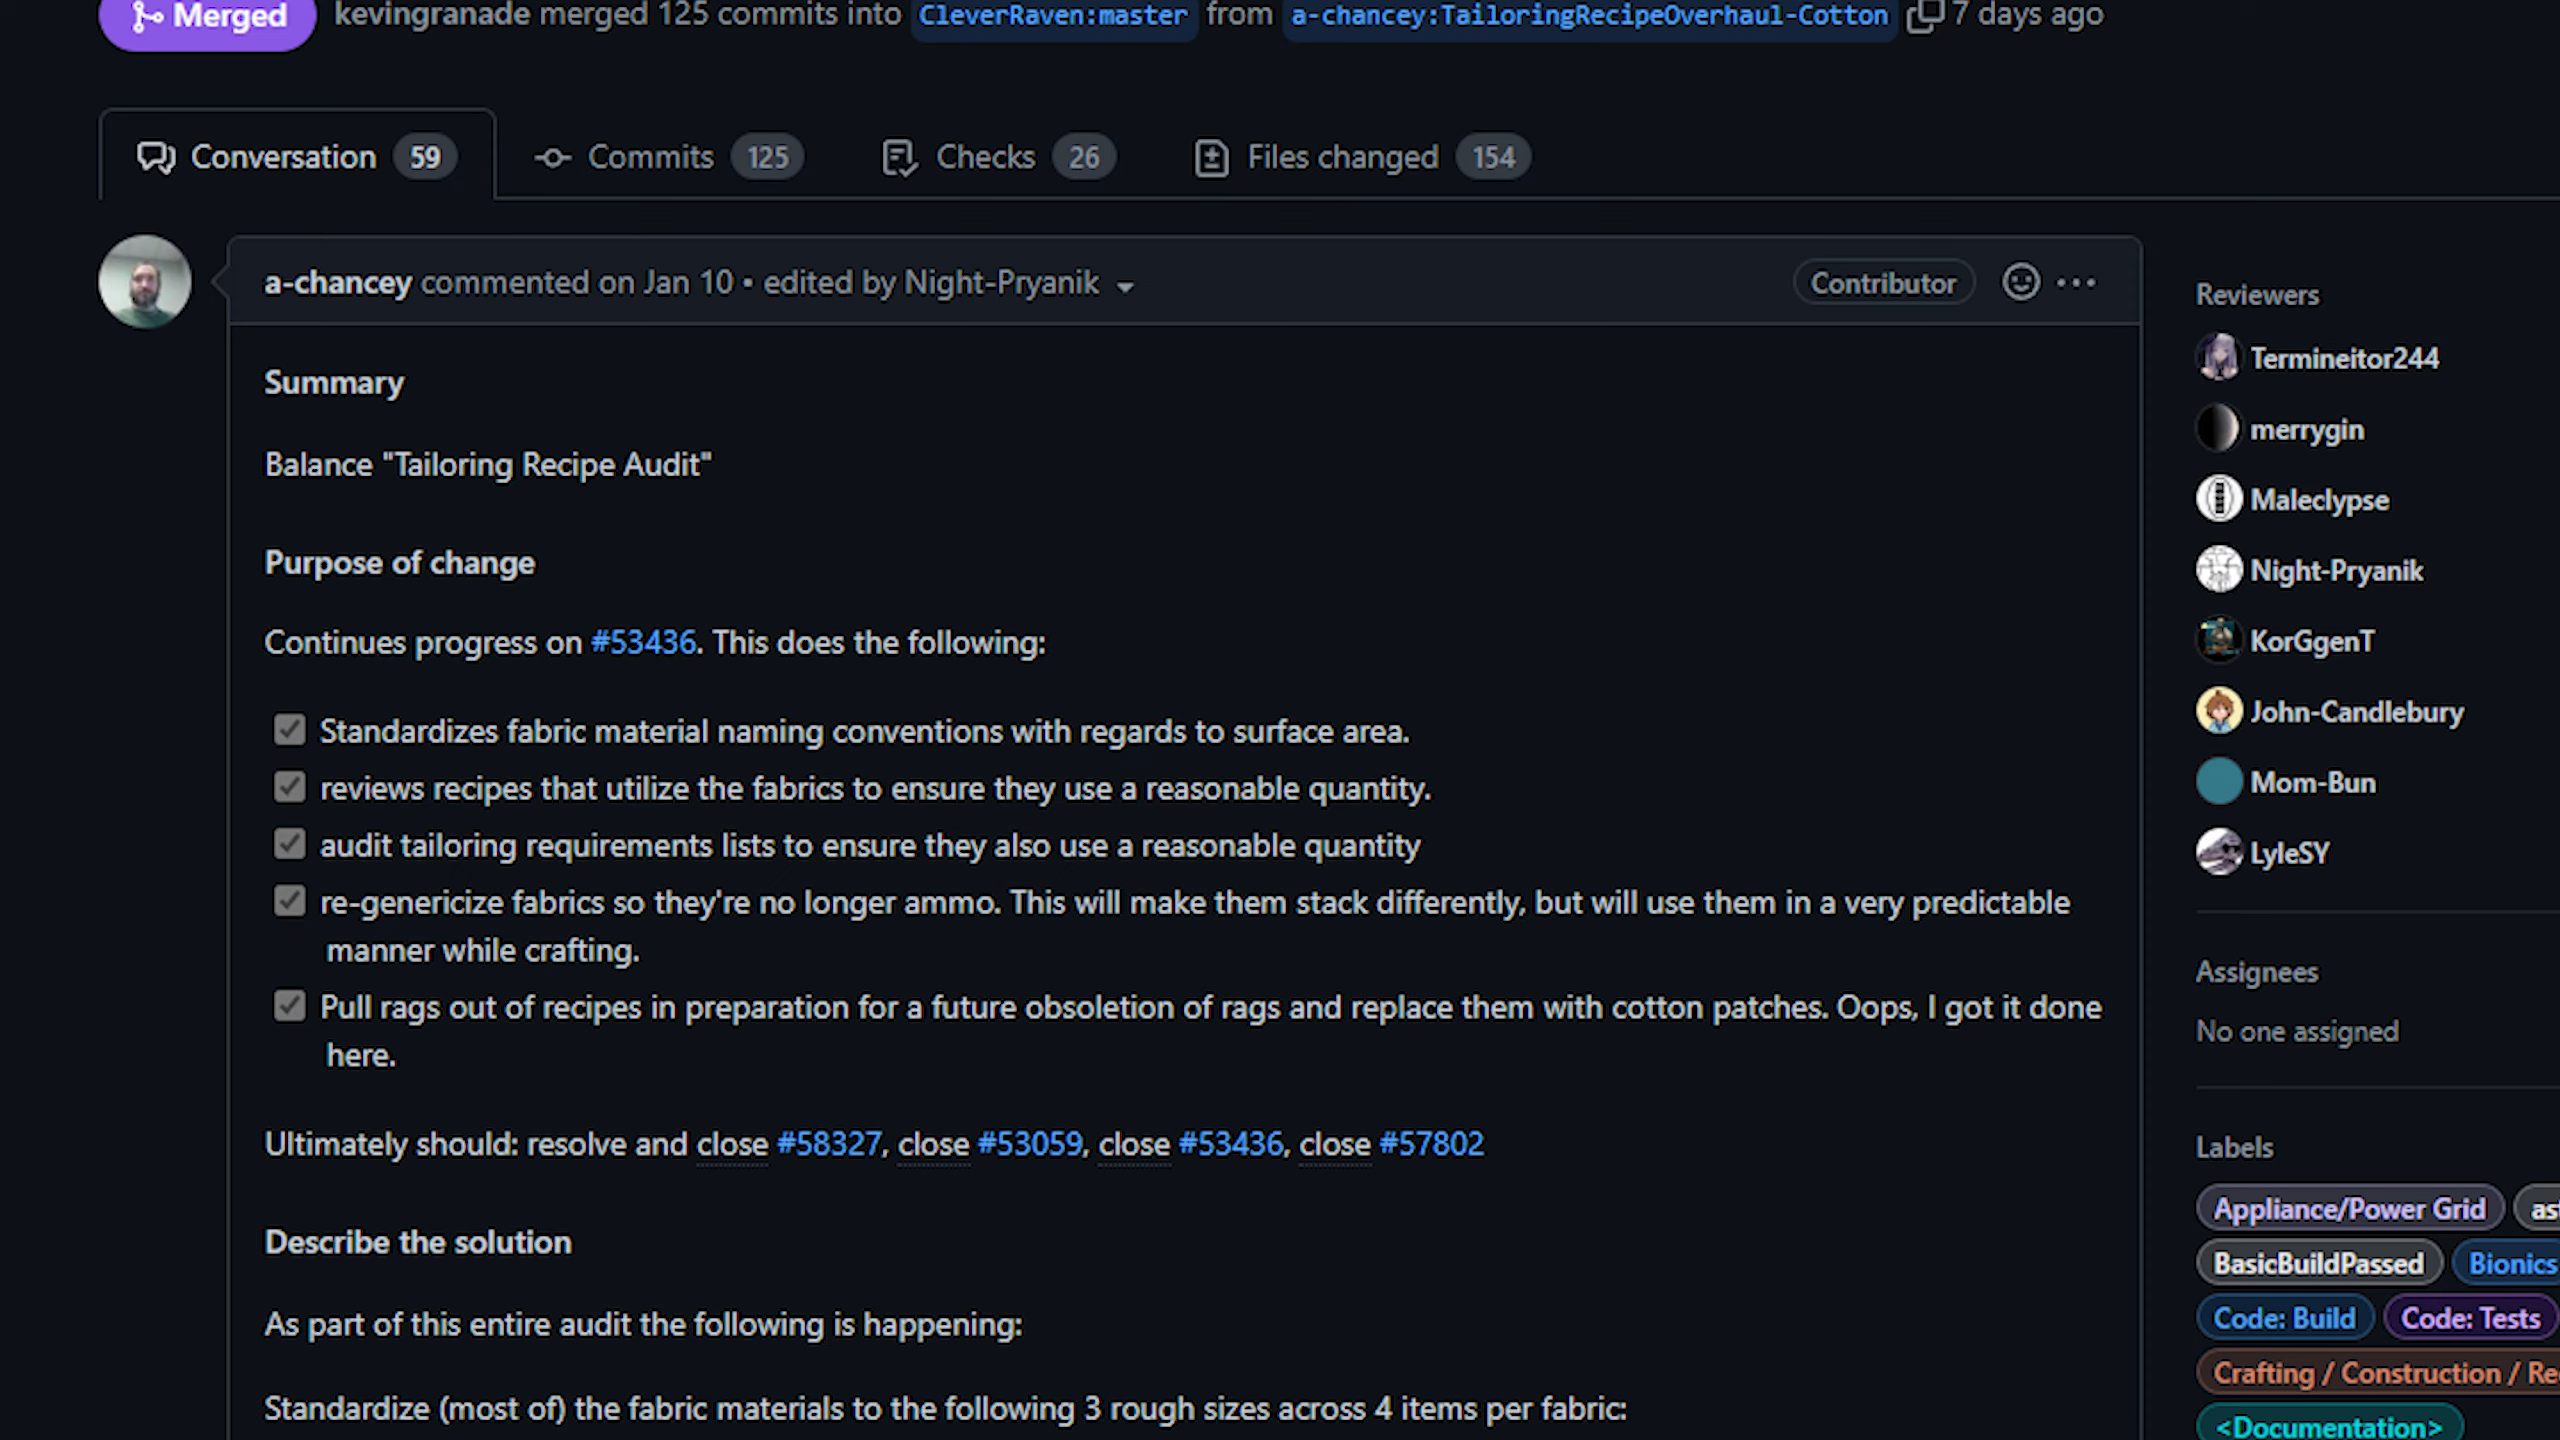 Merged kevingranade merged 125 commits into CleverRaven:master from a-chancey:TailoringRecipeOverhaul-Cotton 7 days ago
Conversation 59 Commits 125 Checks 26 Files changed 154
a-chancey commented on Jan 10 • edited by Night-Pryanik Contributor
Summary
Balance "Tailoring Recipe Audit"
Purpose of change
Continues progress on #53436. This does the following:
Standardizes fabric material naming conventions with regards to surface area.
reviews recipes that utilize the fabrics to ensure they use a reasonable quantity.
audit tailoring requirements lists to ensure they also use a reasonable quantity
re-genericize fabrics so they're no longer ammo. This will make them stack differently, but will use them in a very predictable
manner while crafting.
Pull rags out of recipes in preparation for a future obsoletion of rags and replace them with cotton patches. Oops, I got it done
here.
Ultimately should: resolve and close #58327, close #53059, close #53436, close #57802
Describe the solution
As part of this entire audit the following is happening:
Standardize (most of) the fabric materials to the following 3 rough sizes across 4 items per fabric:
Reviewers
Termineitor244
merrygin
Maleclypse
Night-Pryanik
KorGgenT
John-Candlebury
Mom-Bun
LyleSY
Assignees
No one assigned
Labels
Appliance/Power Grid as
BasicBuildPassed Bionics
Code: Build Code: Tests
Crafting / Construction / Re
<Documentation>